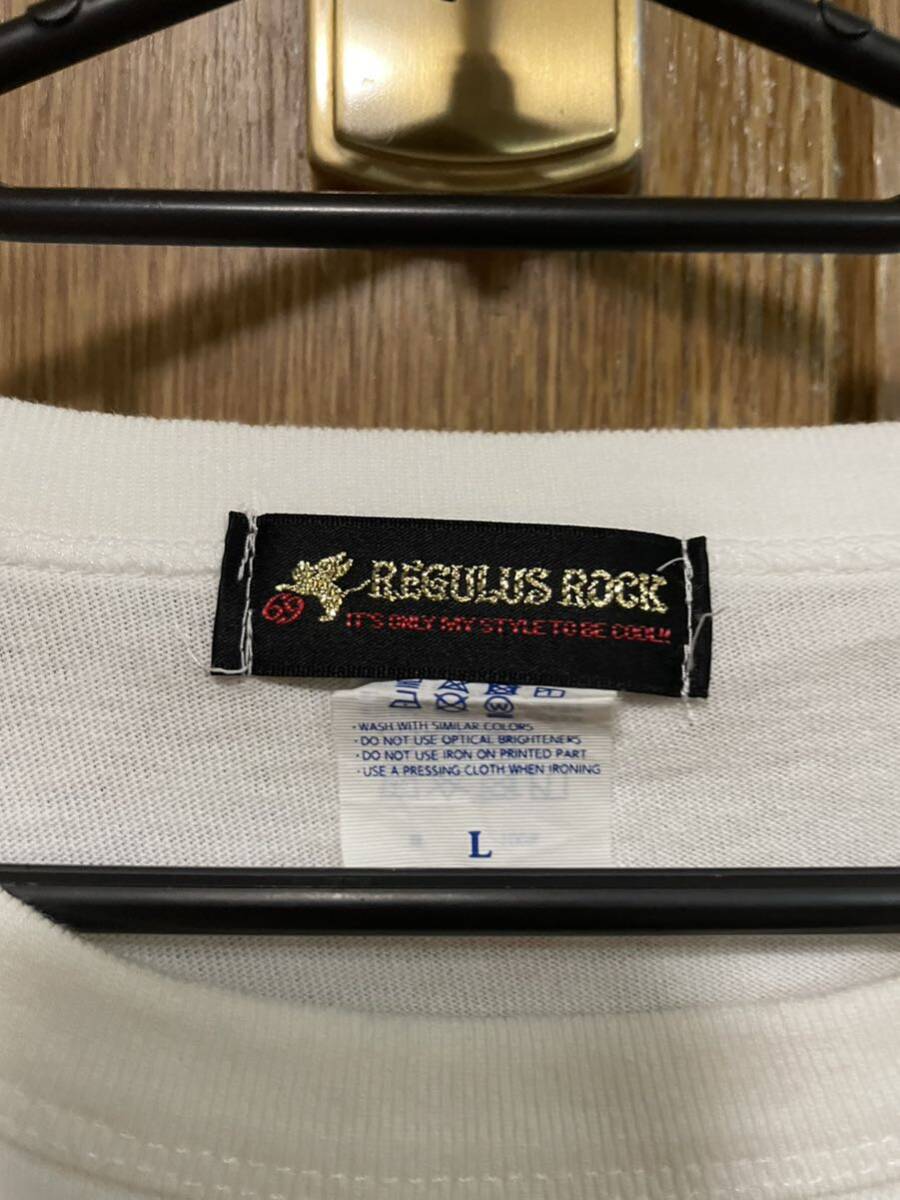 REGULUS ROCK
69
IT'S ONLY MY STYLE TO BE COOL!!
· WASH WITH SIMILAR COLORS
· DO NOT USE OPTICAL BRIGHTENERS
· DO NOT USE IRON ON PRINTED PART
· USE A PRESSING CLOTH WHEN IRONING
L